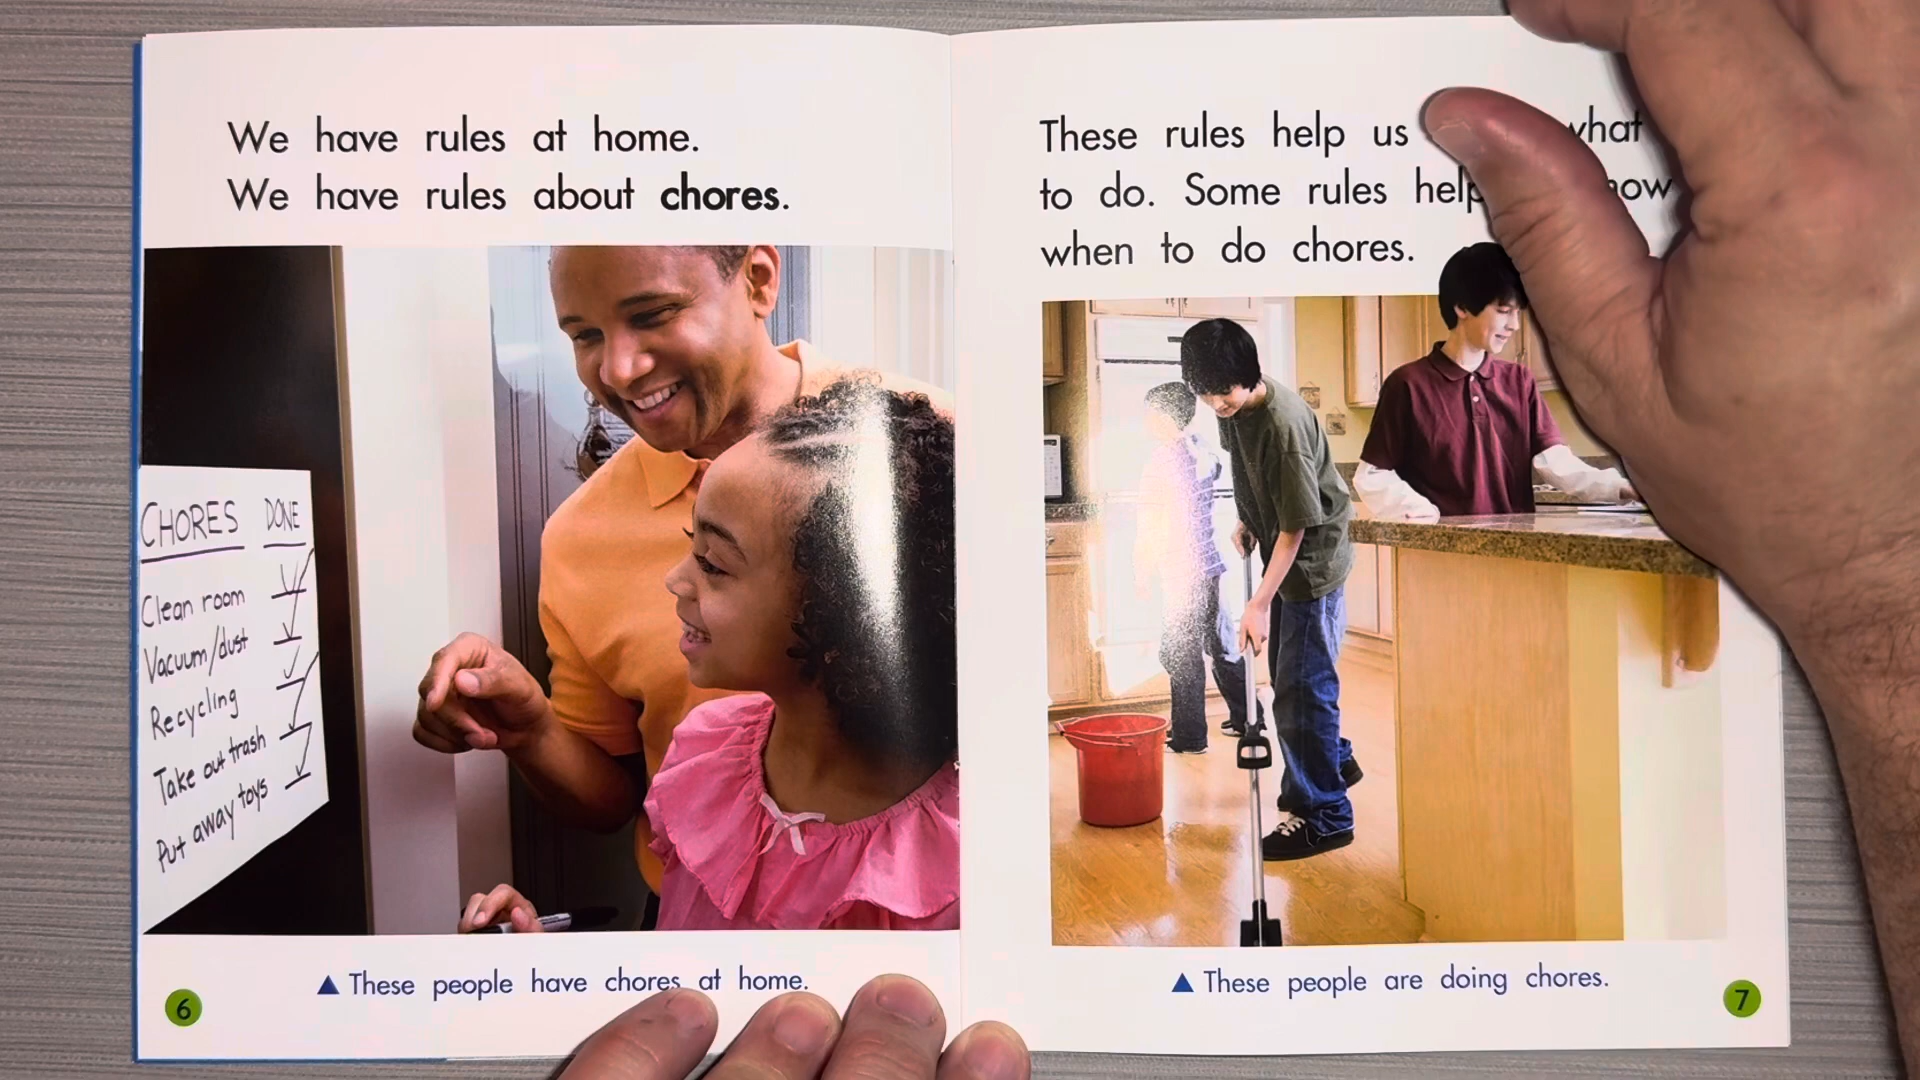 We have rules at home.
We have rules about chores.
CHORES DONE
Clean room
Vacuum/dust
Recycling
Take out trash
Put away toys
These people have chores at home.
6
These rules help us what
to do. Some rules help
when to do chores.
These people are doing chores.
7